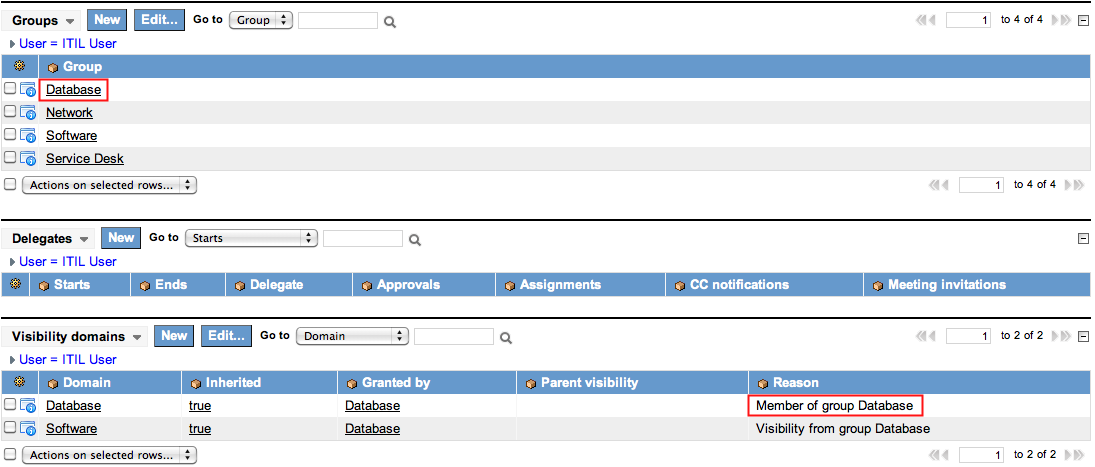 Groups New Edit... Go to Group 1 to 4 of 4
User = ITIL User
Group
Database
Network
Software
Service Desk
Actions on selected rows... 1 to 4 of 4
Delegates New Go to Starts
User = ITIL User
Starts Ends Delegate Approvals Assignments CC notifications Meeting invitations
Visibility domains New Edit... Go to Domain 1 to 2 of 2
User = ITIL User
Domain Inherited Granted by Parent visibility Reason
Database true Database Member of group Database
Software true Database Visibility from group Database
Actions on selected rows... 1 to 2 of 2